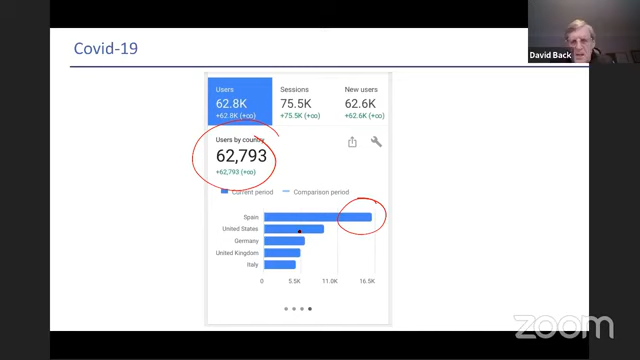 Covid-19
David Back
Users
62.8K
+62.8K (+∞)
Sessions
75.5K
+75.5K (+∞)
New users
62.6K
+62.6K (+∞)
Users by country
62,793
+62,793 (+∞)
Current period
Comparison period
Spain
United States
Germany
United Kingdom
Italy
0 5.5K 11.0K 16.5K
zoom